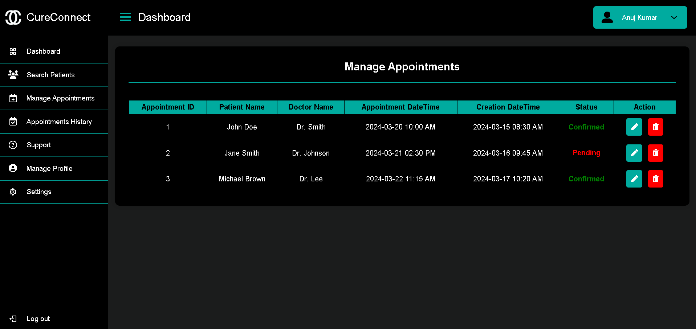 CureConnect
Dashboard
Anuj Kumar
Dashboard
Search Patients
Manage Appointments
Appointments History
Support
Manage Profile
Settings
Log out
Manage Appointments
Appointment ID Patient Name Doctor Name Appointment DateTime Creation DateTime Status Action
1 John Doe Dr. Smith 2024-03-20 10:00 AM 2024-03-15 08:30 AM Confirmed
2 Jane Smith Dr. Johnson 2024-03-21 02:30 PM 2024-03-16 09:45 AM Pending
3 Michael Brown Dr. Lee 2024-03-22 11:15 AM 2024-03-17 10:20 AM Confirmed